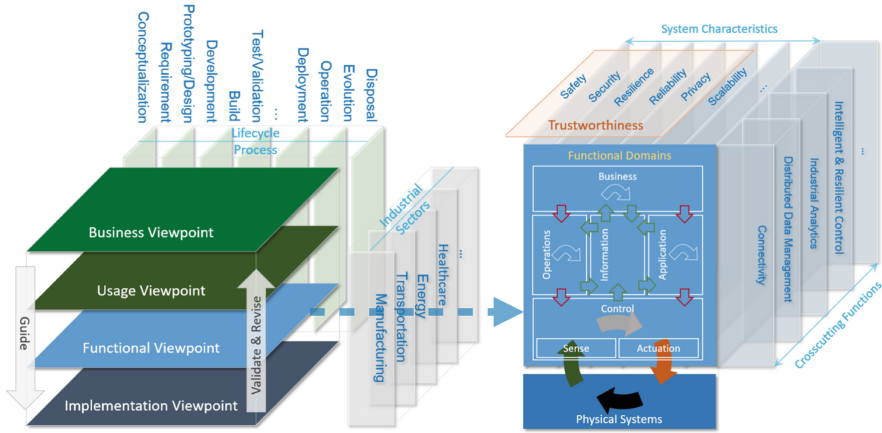 Conceptualization
Requirement
Prototyping/Design
Development
Build
Test/Validation
...
Deployment
Operation
Evolution
Disposal
Lifecycle
Process
Business Viewpoint
Usage Viewpoint
Functional Viewpoint
Implementation Viewpoint
Guide
Validate & Revise
Industrial
Sectors
Manufacturing
Transportation
Energy
Healthcare
...
System Characteristics
Safety
Security
Resilience
Reliability
Privacy
Scalability
...
Trustworthiness
Functional Domains
Business
Operations
Information
Application
Control
Sense
Actuation
Physical Systems
Connectivity
Distributed Data Management
Industrial Analytics
Intelligent & Resilient Control
...
Crosscutting Functions